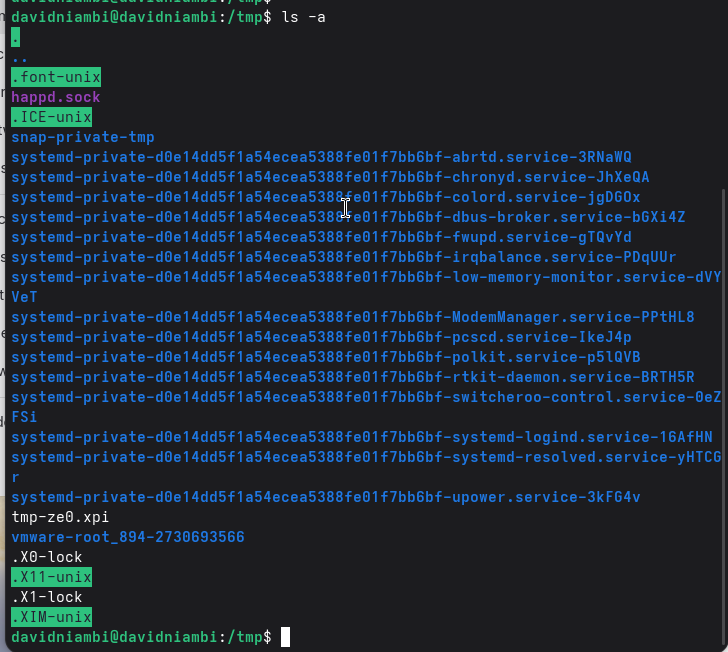 davidniambi@davidniambi:/tmp$ ls -a
.
..
.font-unix
happd.sock
.ICE-unix
snap-private-tmp
systemd-private-d0e14dd5f1a54ecea5388fe01f7bb6bf-abrtd.service-3RNaWQ
systemd-private-d0e14dd5f1a54ecea5388fe01f7bb6bf-chronyd.service-JhXeQA
systemd-private-d0e14dd5f1a54ecea5388fe01f7bb6bf-colord.service-jgDGOx
systemd-private-d0e14dd5f1a54ecea5388fe01f7bb6bf-dbus-broker.service-bGXi4Z
systemd-private-d0e14dd5f1a54ecea5388fe01f7bb6bf-fwupd.service-gTQvYd
systemd-private-d0e14dd5f1a54ecea5388fe01f7bb6bf-irqbalance.service-PDqUUr
systemd-private-d0e14dd5f1a54ecea5388fe01f7bb6bf-low-memory-monitor.service-dVY
VeT
systemd-private-d0e14dd5f1a54ecea5388fe01f7bb6bf-ModemManager.service-PPtHL8
systemd-private-d0e14dd5f1a54ecea5388fe01f7bb6bf-pcscd.service-IkeJ4p
systemd-private-d0e14dd5f1a54ecea5388fe01f7bb6bf-polkit.service-p5lQVB
systemd-private-d0e14dd5f1a54ecea5388fe01f7bb6bf-rtkit-daemon.service-BRTH5R
systemd-private-d0e14dd5f1a54ecea5388fe01f7bb6bf-switcheroo-control.service-0eZ
FSi
systemd-private-d0e14dd5f1a54ecea5388fe01f7bb6bf-systemd-logind.service-16AfHN
systemd-private-d0e14dd5f1a54ecea5388fe01f7bb6bf-systemd-resolved.service-yHTCG
r
systemd-private-d0e14dd5f1a54ecea5388fe01f7bb6bf-upower.service-3kFG4v
tmp-ze0.xpi
vmware-root_894-2730693566
.X0-lock
.X11-unix
.X1-lock
.XIM-unix
davidniambi@davidniambi:/tmp$